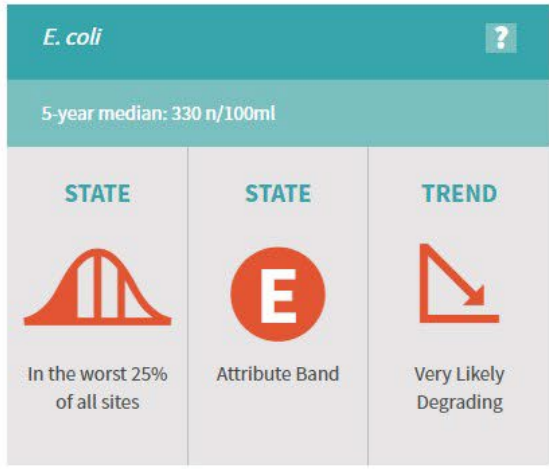 E. coli
?
5-year median: 330 n/100ml
STATE
STATE
TREND
E
In the worst 25%
of all sites
Attribute Band
Very Likely
Degrading